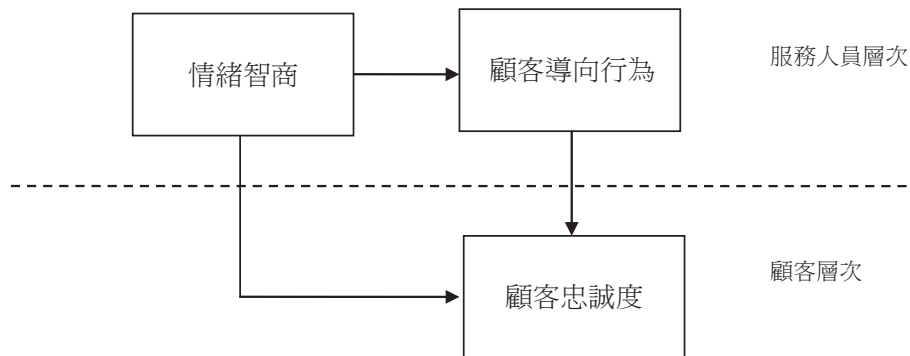 情緒智商
顧客導向行為
服務人員層次
顧客忠誠度
顧客層次